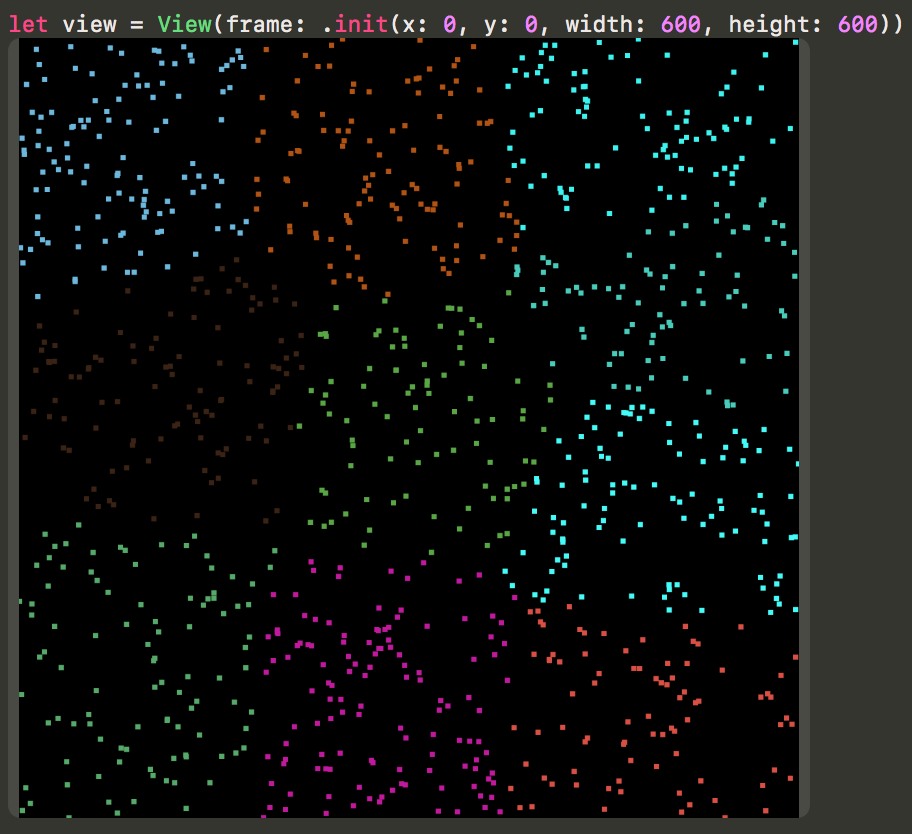 let view = View(frame: .init(x: 0, y: 0, width: 600, height: 600))